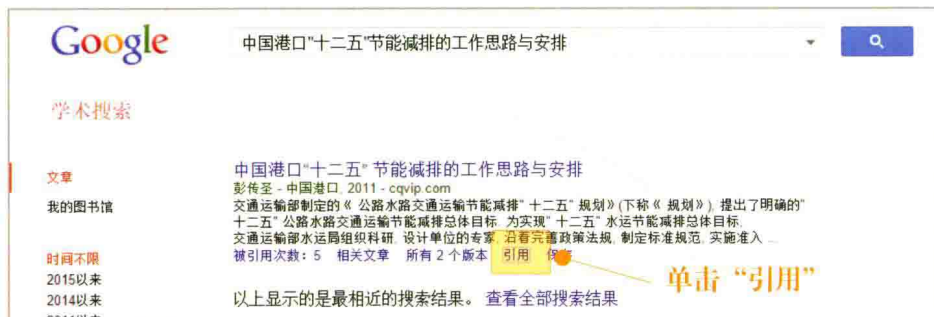 Google
中国港口"十二五"节能减排的工作思路与安排
学术搜索
文章
我的图书馆
时间不限
2015以来
2014以来
中国港口“十二五” 节能减排的工作思路与安排
彭传圣 - 中国港口, 2011 - cqvip.com
交通运输部制定的《 公路水路交通运输节能减排" 十二五" 规划》(下称《 规划》), 提出了明确的"
十二五" 公路水路交通运输节能减排总体目标. 为实现" 十二五" 水运节能减排总体目标,
交通运输部水运局组织科研, 设计单位的专家, 沿着完善政策法规, 制定标准规范, 实施准入 ...
被引用次数：5 相关文章 所有 2 个版本 引用
单击“引用”
以上显示的是最相近的搜索结果。 查看全部搜索结果